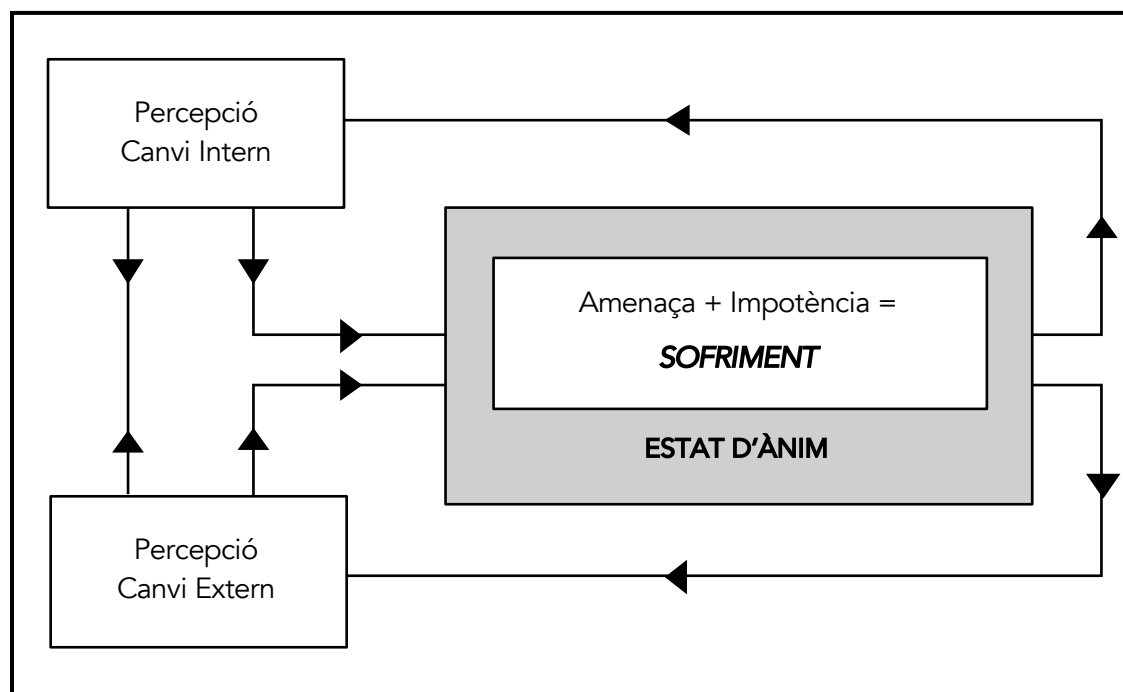 Percepció
Canvi Intern
Amenaça + Impotència =
SOFRIMENT
ESTAT D’ÀNIM
Percepció
Canvi Extern